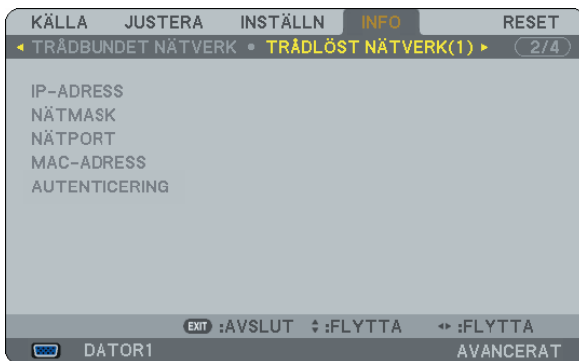 KÄLLA JUSTERA INSTÄLLN INFO RESET
TRÅDBUNDET NÄTVERK • TRÅDLÖST NÄTVERK(1) 2/4
IP-ADRESS
NÄTMASK
NÄTPORT
MAC-ADRESS
AUTENTICERING
EXIT :AVSLUT :FLYTTA :FLYTTA
DATOR1 AVANCERAT